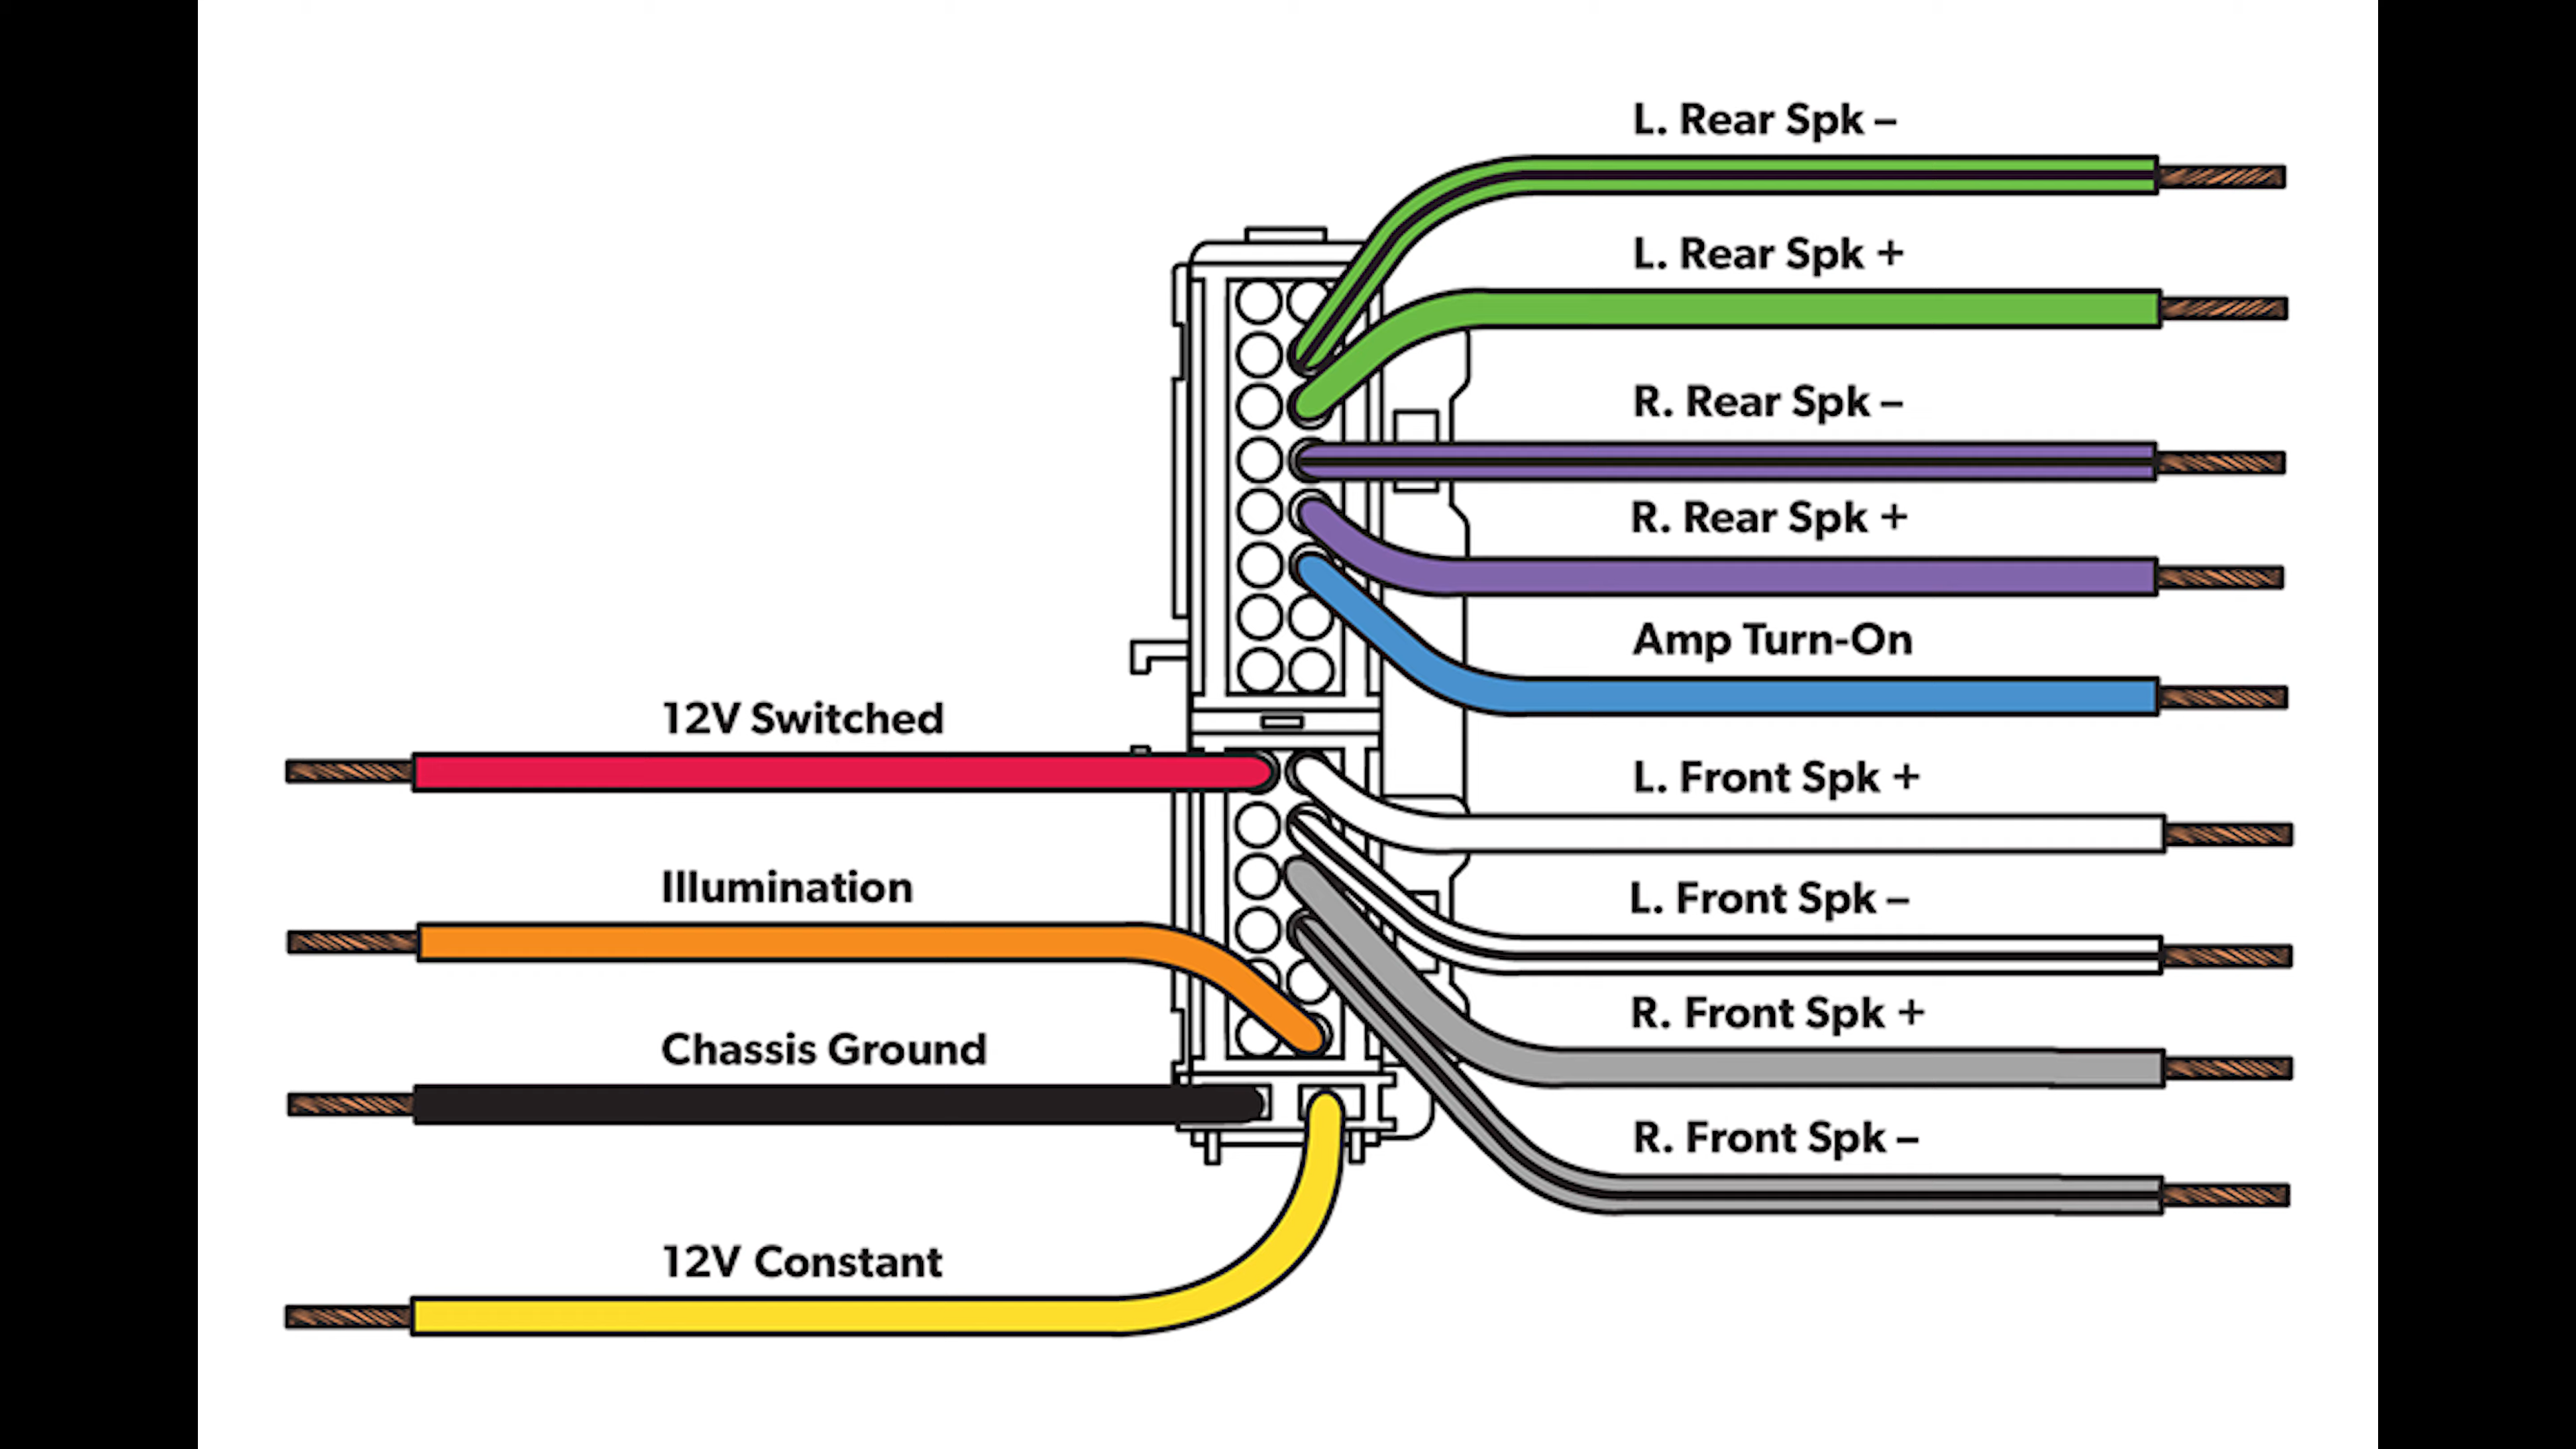 L. Rear Spk –
L. Rear Spk +
R. Rear Spk –
R. Rear Spk +
Amp Turn-On
12V Switched
L. Front Spk +
Illumination
L. Front Spk –
R. Front Spk +
Chassis Ground
R. Front Spk –
12V Constant